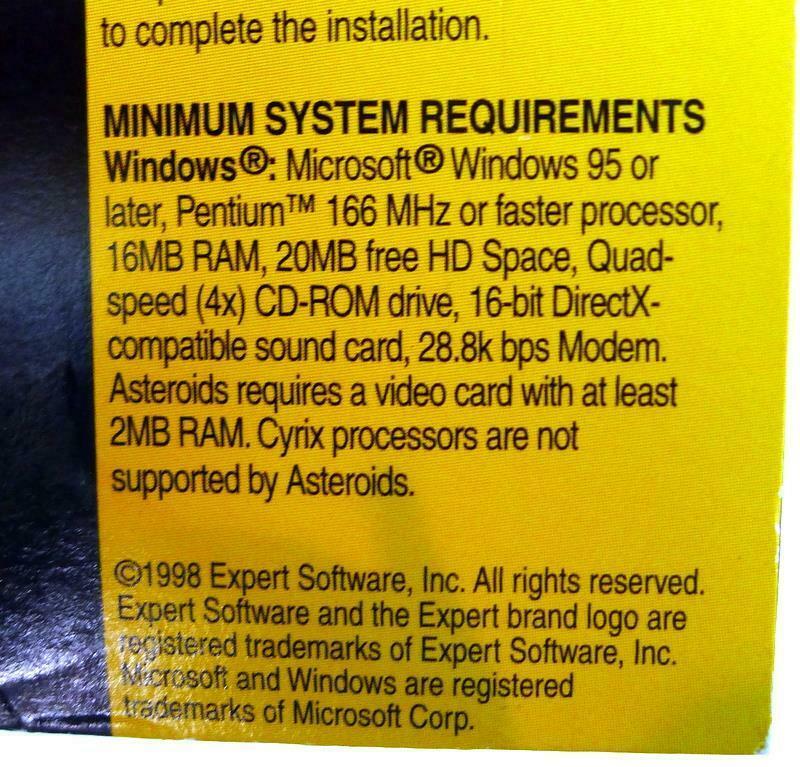 to complete the installation.
MINIMUM SYSTEM REQUIREMENTS
Windows®: Microsoft® Windows 95 or
later, Pentium™ 166 MHz or faster processor,
16MB RAM, 20MB free HD Space, Quad-
speed (4x) CD-ROM drive, 16-bit DirectX-
compatible sound card, 28.8k bps Modem.
Asteroids requires a video card with at least
2MB RAM. Cyrix processors are not
supported by Asteroids.
©1998 Expert Software, Inc. All rights reserved.
Expert Software and the Expert brand logo are
registered trademarks of Expert Software, Inc.
Microsoft and Windows are registered
trademarks of Microsoft Corp.